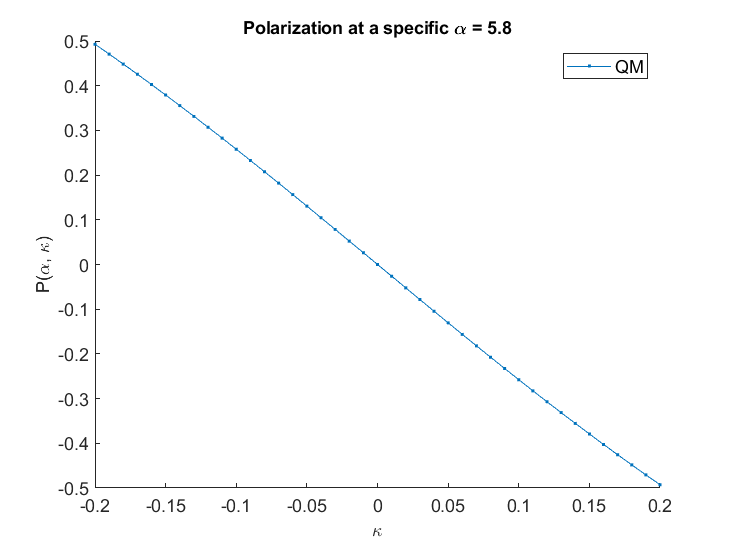 Polarization at a specific α = 5.8
QM
P(α, κ)
0.5
0.4
0.3
0.2
0.1
0
-0.1
-0.2
-0.3
-0.4
-0.5
-0.2 -0.15 -0.1 -0.05 0 0.05 0.1 0.15 0.2
κ